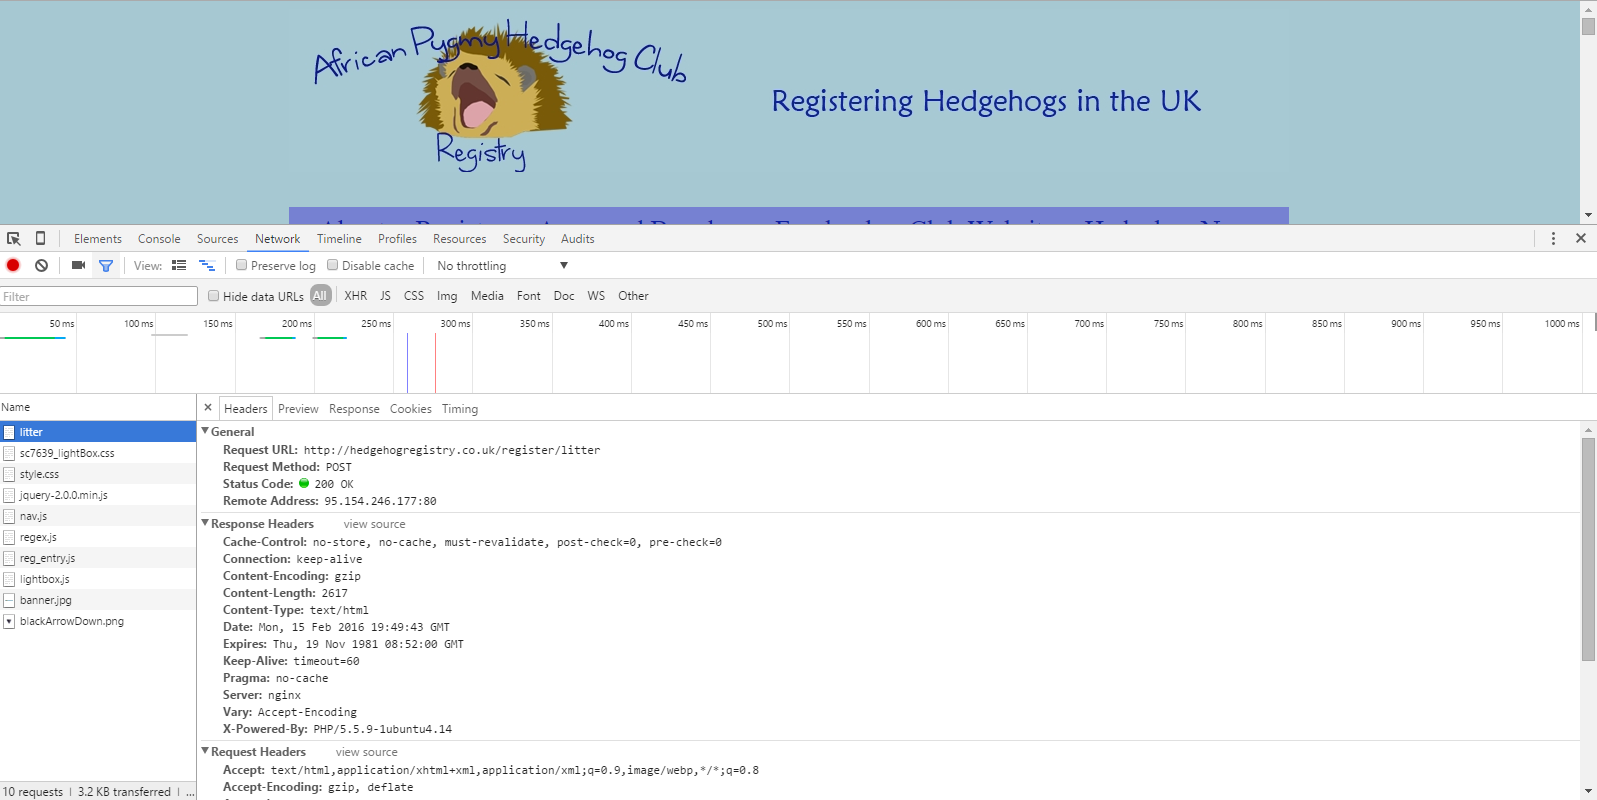 African Pygmy Hedgehog Club
Registry
Registering Hedgehogs in the UK
Elements Console Sources Network Timeline Profiles Resources Security Audits
View: Preserve log Disable cache No throttling
Filter Hide data URLs All XHR JS CSS Img Media Font Doc WS Other
50 ms 100 ms 150 ms 200 ms 250 ms 300 ms 350 ms 400 ms 450 ms 500 ms 550 ms 600 ms 650 ms 700 ms 750 ms 800 ms 850 ms 900 ms 950 ms 1000 ms
Name
litter
sc7639_lightBox.css
style.css
jquery-2.0.0.min.js
nav.js
regex.js
reg_entry.js
lightbox.js
banner.jpg
blackArrowDown.png
10 requests | 3.2 KB transferred | ...
Headers Preview Response Cookies Timing
General
Request URL: http://hedgehogregistry.co.uk/register/litter
Request Method: POST
Status Code: 200 OK
Remote Address: 95.154.246.177:80
Response Headers view source
Cache-Control: no-store, no-cache, must-revalidate, post-check=0, pre-check=0
Connection: keep-alive
Content-Encoding: gzip
Content-Length: 2617
Content-Type: text/html
Date: Mon, 15 Feb 2016 19:49:43 GMT
Expires: Thu, 19 Nov 1981 08:52:00 GMT
Keep-Alive: timeout=60
Pragma: no-cache
Server: nginx
Vary: Accept-Encoding
X-Powered-By: PHP/5.5.9-1ubuntu4.14
Request Headers view source
Accept: text/html,application/xhtml+xml,application/xml;q=0.9,image/webp,*/*;q=0.8
Accept-Encoding: gzip, deflate